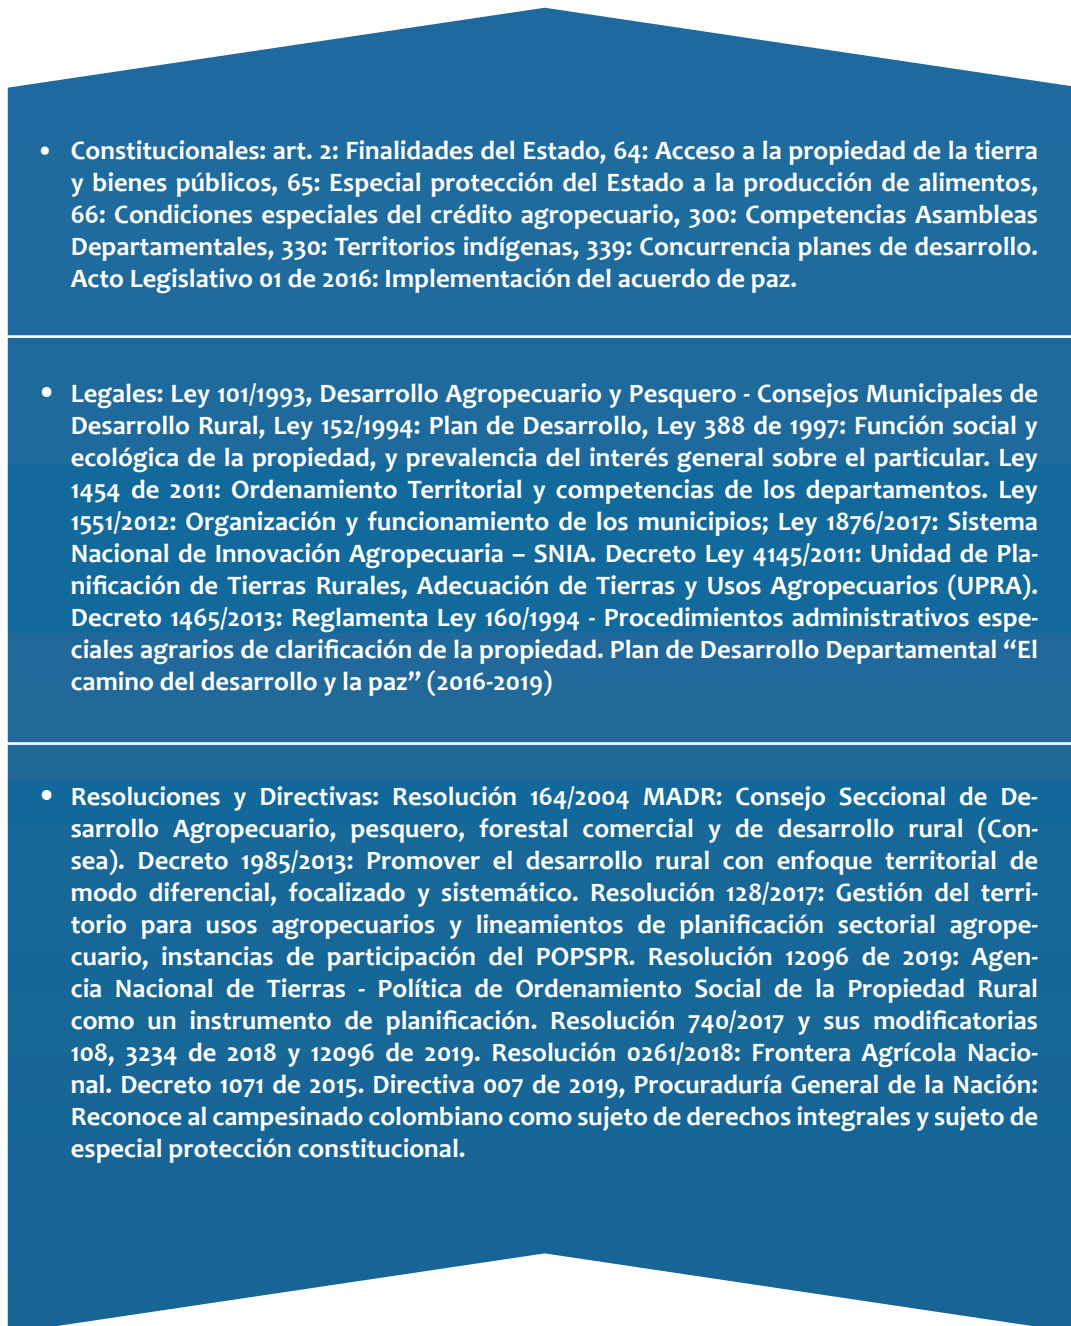 • Constitucionales: art. 2: Finalidades del Estado, 64: Acceso a la propiedad de la tierra
y bienes públicos, 65: Especial protección del Estado a la producción de alimentos,
66: Condiciones especiales del crédito agropecuario, 300: Competencias Asambleas
Departamentales, 330: Territorios indígenas, 339: Concurrencia planes de desarrollo.
Acto Legislativo 01 de 2016: Implementación del acuerdo de paz.
• Legales: Ley 101/1993, Desarrollo Agropecuario y Pesquero - Consejos Municipales de
Desarrollo Rural, Ley 152/1994: Plan de Desarrollo, Ley 388 de 1997: Función social y
ecológica de la propiedad, y prevalencia del interés general sobre el particular. Ley
1454 de 2011: Ordenamiento Territorial y competencias de los departamentos. Ley
1551/2012: Organización y funcionamiento de los municipios; Ley 1876/2017: Sistema
Nacional de Innovación Agropecuaria – SNIA. Decreto Ley 4145/2011: Unidad de Pla-
nificación de Tierras Rurales, Adecuación de Tierras y Usos Agropecuarios (UPRA).
Decreto 1465/2013: Reglamenta Ley 160/1994 - Procedimientos administrativos espe-
ciales agrarios de clarificación de la propiedad. Plan de Desarrollo Departamental “El
camino del desarrollo y la paz” (2016-2019)
• Resoluciones y Directivas: Resolución 164/2004 MADR: Consejo Seccional de De-
sarrollo Agropecuario, pesquero, forestal comercial y de desarrollo rural (Con-
sea). Decreto 1985/2013: Promover el desarrollo rural con enfoque territorial de
modo diferencial, focalizado y sistemático. Resolución 128/2017: Gestión del terri-
torio para usos agropecuarios y lineamientos de planificación sectorial agrope-
cuario, instancias de participación del POPSPR. Resolución 12096 de 2019: Agen-
cia Nacional de Tierras - Política de Ordenamiento Social de la Propiedad Rural
como un instrumento de planificación. Resolución 740/2017 y sus modificatorias
108, 3234 de 2018 y 12096 de 2019. Resolución 0261/2018: Frontera Agrícola Nacio-
nal. Decreto 1071 de 2015. Directiva 007 de 2019, Procuraduría General de la Nación:
Reconoce al campesinado colombiano como sujeto de derechos integrales y sujeto de
especial protección constitucional.